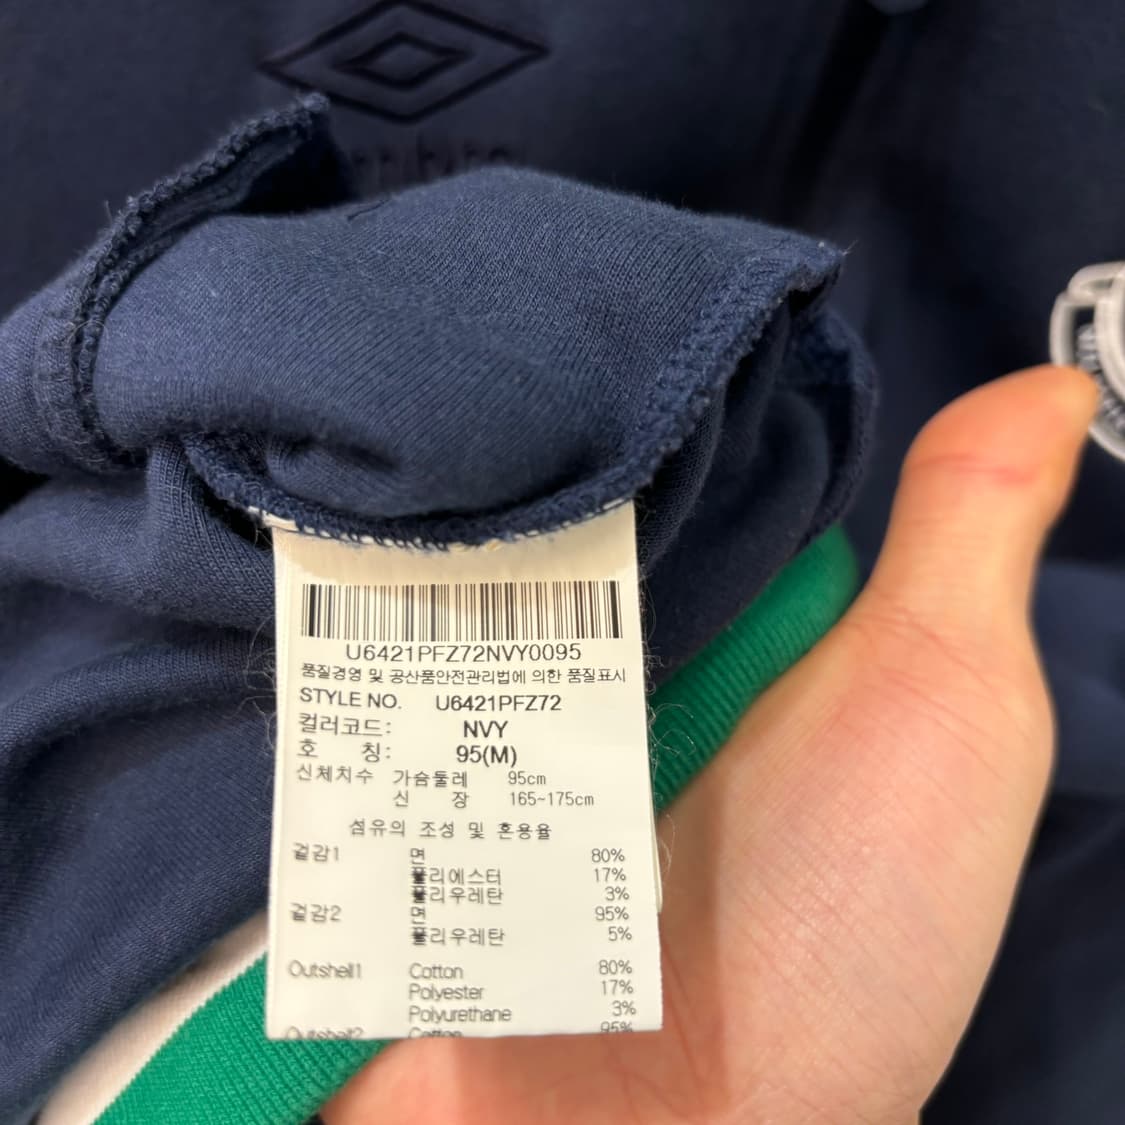 U6421PFZ72NVY0095
품질경영 및 공산품안전관리법에 의한 품질표시
STYLE NO. U6421PFZ72
컬러코드: NVY
호 칭: 95(M)
신체치수 가슴둘레 95cm
신 장 165~175cm
섬유의 조성 및 혼용율
겉감1 면 80%
폴리에스터 17%
폴리우레탄 3%
겉감2 면 95%
폴리우레탄 5%
Outshell1 Cotton 80%
Polyester 17%
Polyurethane 3%
Outshell2 Cotton 95%